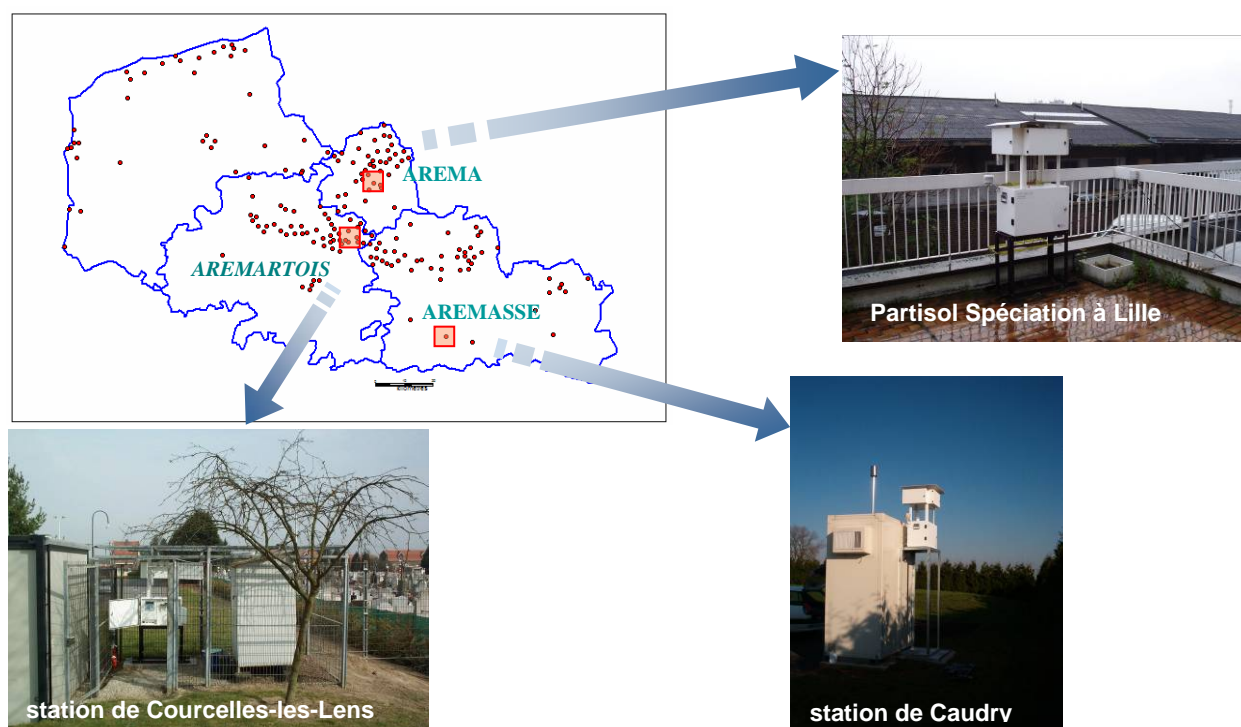 AREMA
AREMARTOIS
AREMASSE
Partisol Spéciation à Lille
station de Courcelles-les-Lens
station de Caudry